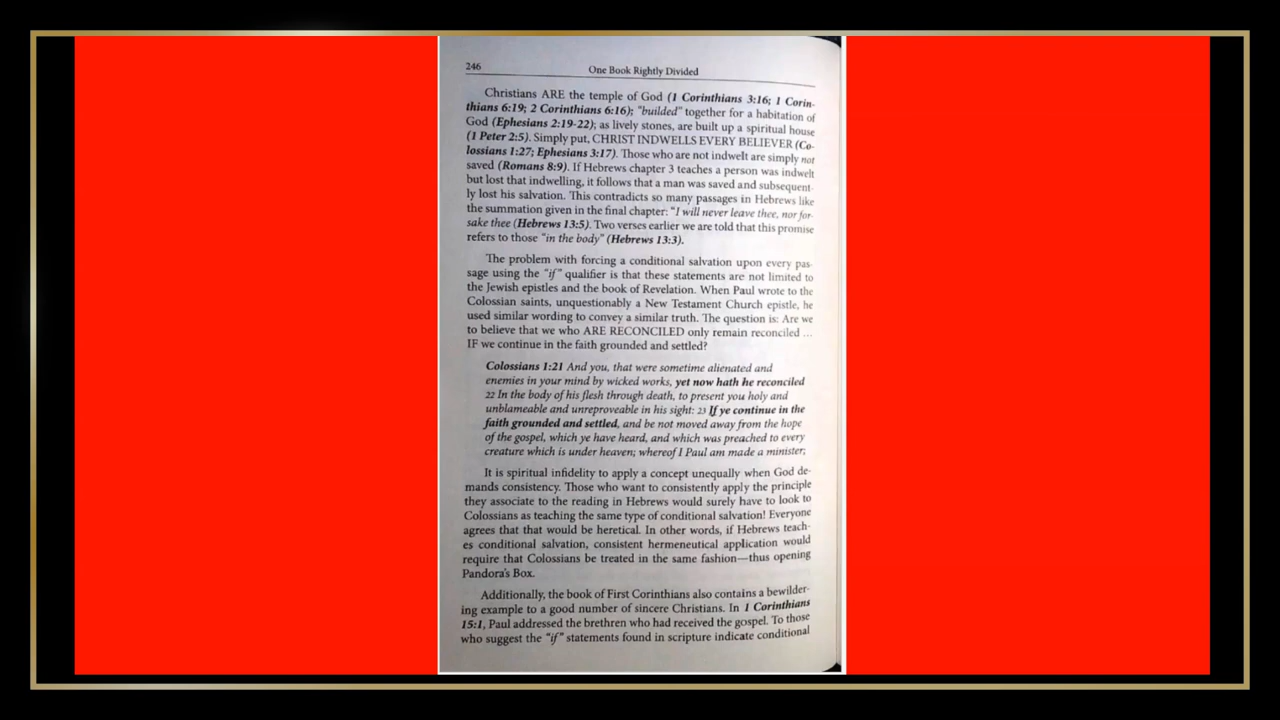 246
One Book Rightly Divided
Christians ARE the temple of God (1 Corinthians 3:16; 1 Corin-
thians 6:19; 2 Corinthians 6:16); "builded" together for a habitation of
God (Ephesians 2:19-22); as lively stones, are built up a spiritual house
(1 Peter 2:5). Simply put, CHRIST INDWELLS EVERY BELIEVER (Co-
lossians 1:27; Ephesians 3:17). Those who are not indwelt are simply not
saved (Romans 8:9). If Hebrews chapter 3 teaches a person was indwelt
but lost that indwelling, it follows that a man was saved and subsequent-
ly lost his salvation. This contradicts so many passages in Hebrews like
the summation given in the final chapter: "I will never leave thee, nor for-
sake thee (Hebrews 13:5). Two verses earlier we are told that this promise
refers to those "in the body" (Hebrews 13:3).
The problem with forcing a conditional salvation upon every pas-
sage using the "if" qualifier is that these statements are not limited to
the Jewish epistles and the book of Revelation. When Paul wrote to the
Colossian saints, unquestionably a New Testament Church epistle, he
used similar wording to convey a similar truth. The question is: Are we
to believe that we who ARE RECONCILED only remain reconciled ...
IF we continue in the faith grounded and settled?
Colossians 1:21 And you, that were sometime alienated and
enemies in your mind by wicked works, yet now hath he reconciled
22 In the body of his flesh through death, to present you holy and
unblameable and unreproveable in his sight: 23 If ye continue in the
faith grounded and settled, and be not moved away from the hope
of the gospel, which ye have heard, and which was preached to every
creature which is under heaven; whereof I Paul am made a minister;
It is spiritual infidelity to apply a concept unequally when God de-
mands consistency. Those who want to consistently apply the principle
they associate to the reading in Hebrews would surely have to look to
Colossians as teaching the same type of conditional salvation! Everyone
agrees that that would be heretical. In other words, if Hebrews teach-
es conditional salvation, consistent hermeneutical application would
require that Colossians be treated in the same fashion—thus opening
Pandora's Box.
Additionally, the book of First Corinthians also contains a bewilder-
ing example to a good number of sincere Christians. In 1 Corinthians
15:1, Paul addressed the brethren who had received the gospel. To those
who suggest the "if" statements found in scripture indicate conditional